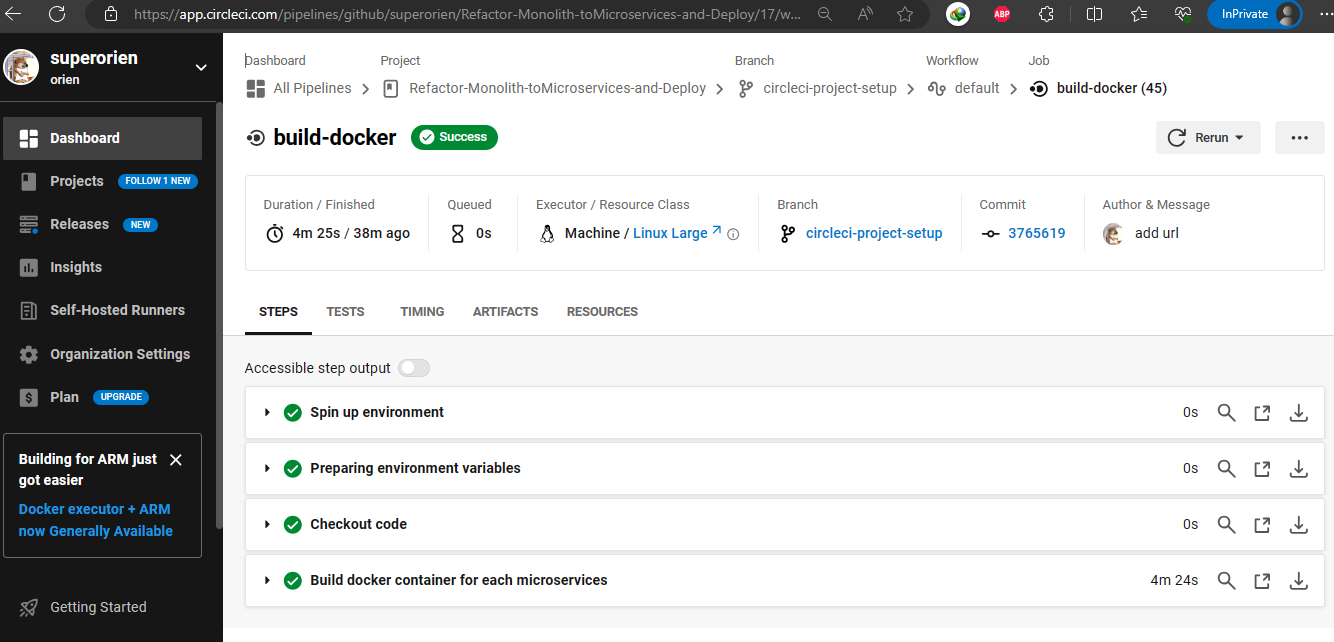 https://app.circleci.com/pipelines/github/superorien/Refactor-Monolith-toMicroservices-and-Deploy/17/w...
ABP
InPrivate
superorien
orien
Dashboard
Projects FOLLOW 1 NEW
Releases NEW
Insights
Self-Hosted Runners
Organization Settings
Plan UPGRADE
Building for ARM just
got easier
Docker executor + ARM
now Generally Available
Getting Started
Dashboard Project Branch Workflow Job
All Pipelines Refactor-Monolith-toMicroservices-and-Deploy circleci-project-setup default build-docker (45)
build-docker Success Rerun
Duration / Finished Queued Executor / Resource Class Branch Commit Author & Message
4m 25s / 38m ago 0s Machine / Linux Large circleci-project-setup 3765619 add url
STEPS TESTS TIMING ARTIFACTS RESOURCES
Accessible step output
Spin up environment 0s
Preparing environment variables 0s
Checkout code 0s
Build docker container for each microservices 4m 24s